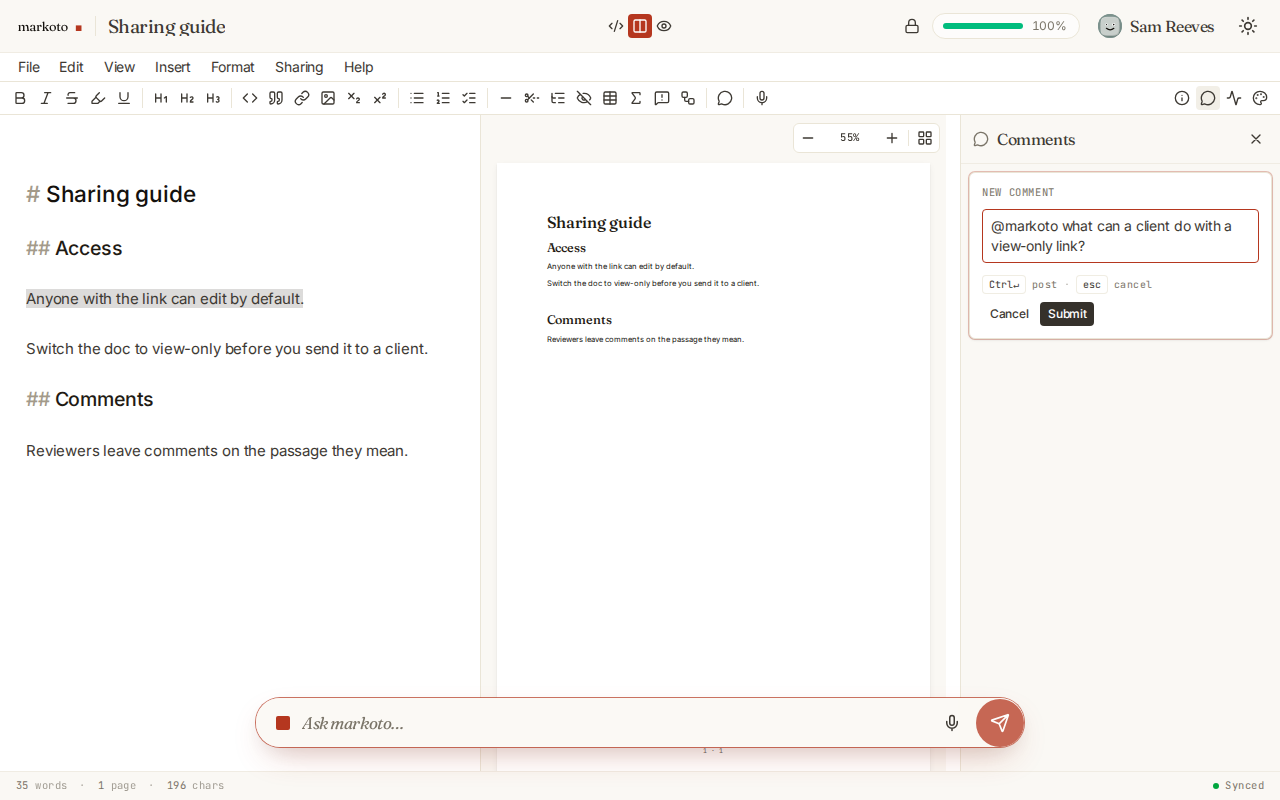 markoto
Sharing guide
100%
Sam Reeves
File Edit View Insert Format Sharing Help
H1 H2 H3
# Sharing guide
## Access
Anyone with the link can edit by default.
Switch the doc to view-only before you send it to a client.
## Comments
Reviewers leave comments on the passage they mean.
55%
Sharing guide
Access
Anyone with the link can edit by default.
Switch the doc to view-only before you send it to a client.
Comments
Reviewers leave comments on the passage they mean.
1 · 1
Comments
NEW COMMENT
@markoto what can a client do with a
view-only link?
Ctrl↵ post · esc cancel
Cancel Submit
Ask markoto...
35 words · 1 page · 196 chars
Synced